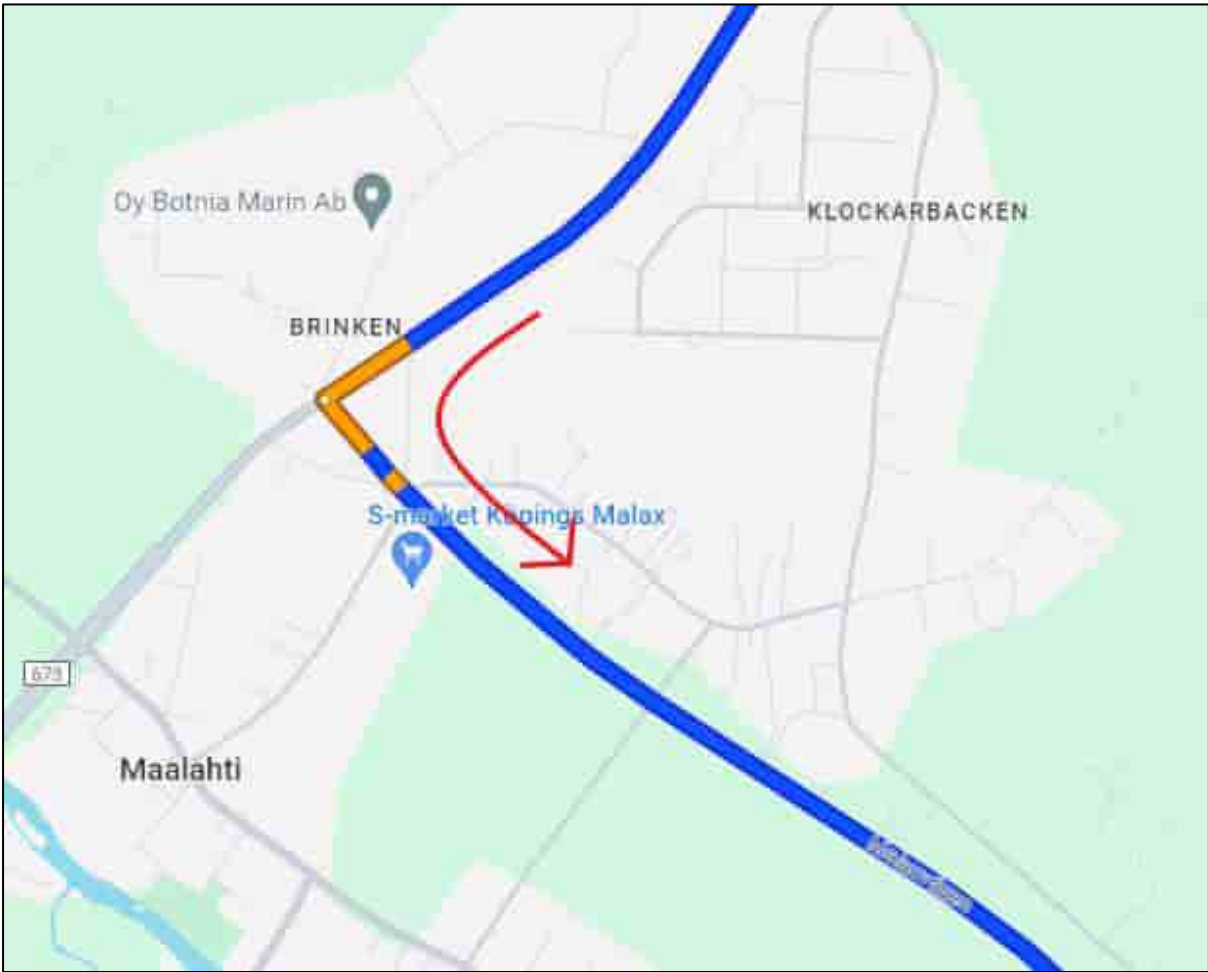 Oy Botnia Marin Ab
KLOCKARBACKEN
BRINKEN
S-market Köpings Malax
673
Maalahti